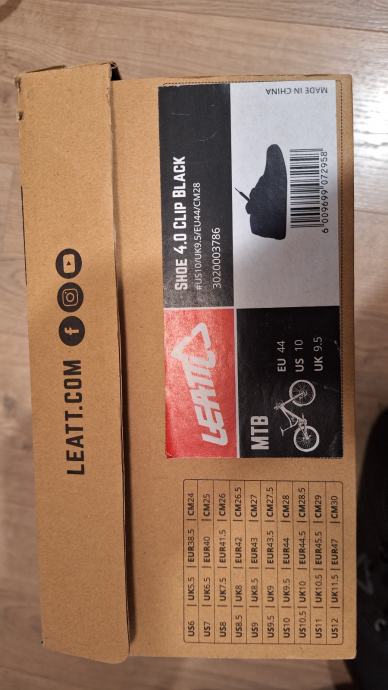 LEATT.COM
SHOE 4.0 CLIP BLACK
#US10/UK9.5/EU44/CM28
3020003786
MADE IN CHINA
6 009699 072958
LEATT
MTB
EU 44
US 10
UK 9.5
US6 | UK5.5 | EUR38.5 | CM24
US7 | UK6.5 | EUR40 | CM25
US8 | UK7.5 | EUR41.5 | CM26
US8.5 | UK8 | EUR42 | CM26.5
US9 | UK8.5 | EUR43 | CM27
US9.5 | UK9 | EUR43.5 | CM27.5
US10 | UK9.5 | EUR44 | CM28
US10.5 | UK10 | EUR44.5 | CM28.5
US11 | UK10.5 | EUR45.5 | CM29
US12 | UK11.5 | EUR47 | CM30